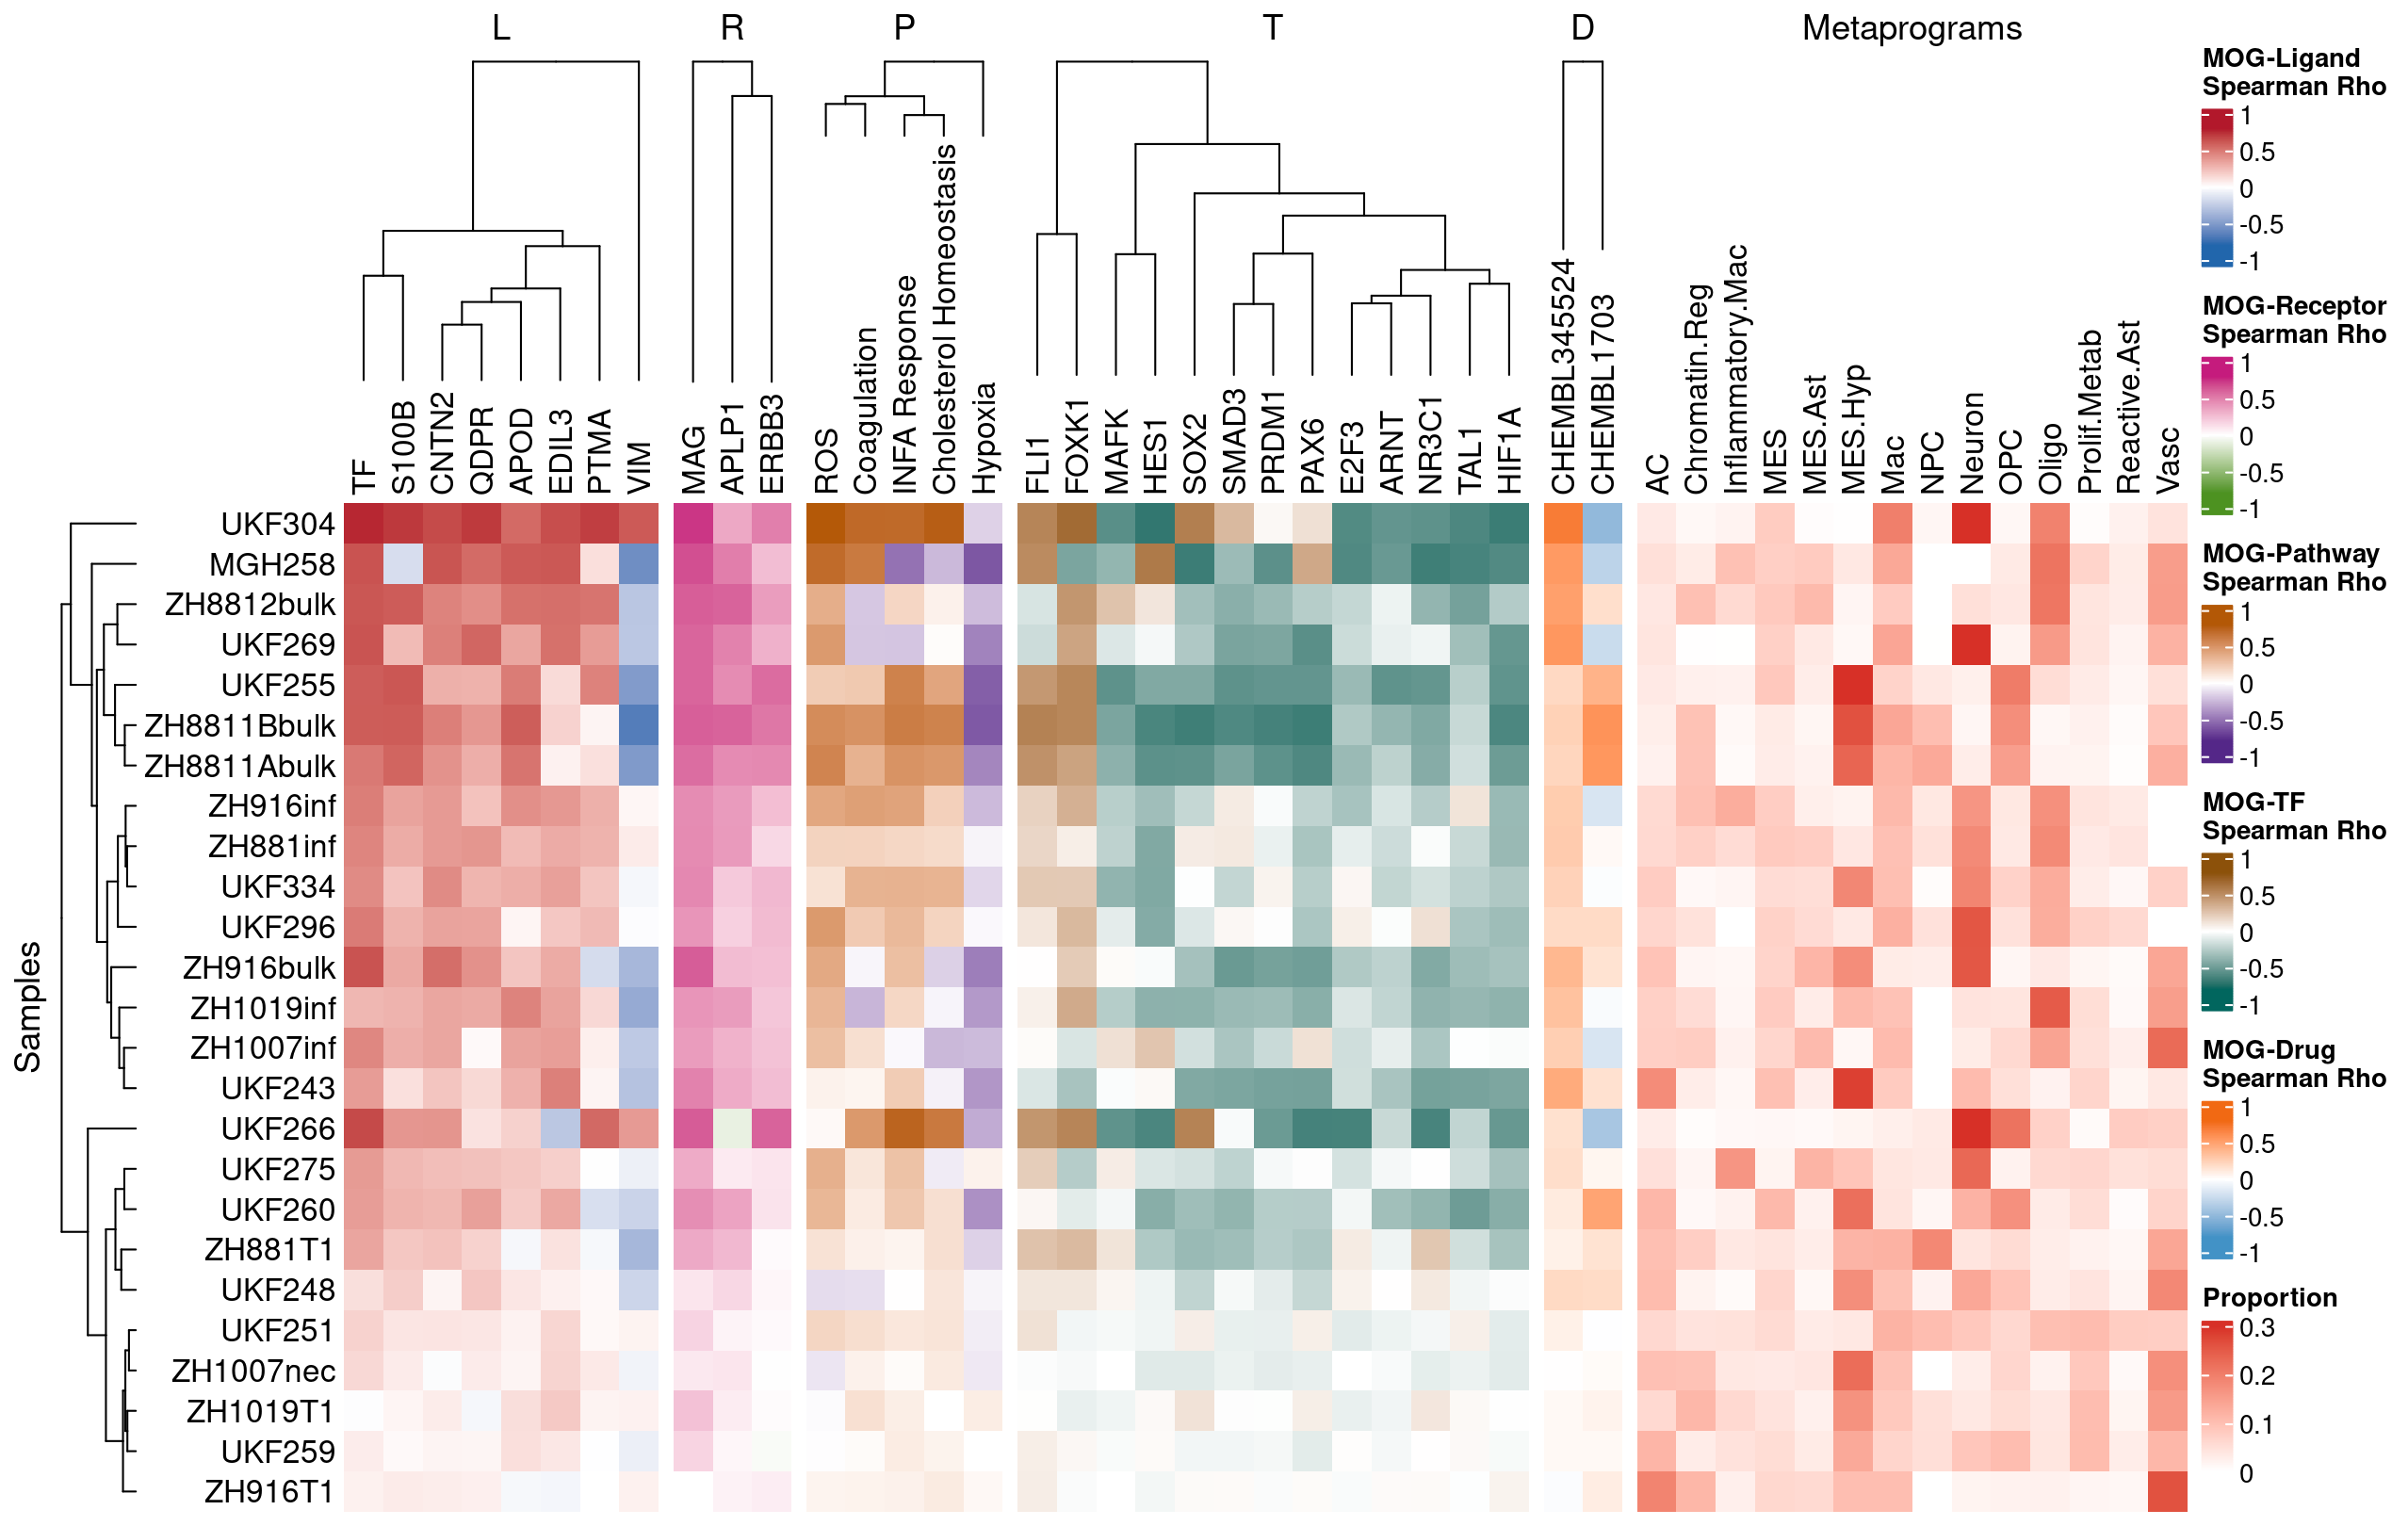 L
R
P
T
D
Metaprograms
TF
S100B
CNTN2
QDPR
APOD
EDIL3
PTMA
VIM
MAG
APLP1
ERBB3
ROS
Coagulation
INFA Response
Cholesterol Homeostasis
Hypoxia
FLI1
FOXK1
MAFK
HES1
SOX2
SMAD3
PRDM1
PAX6
E2F3
ARNT
NR3C1
TAL1
HIF1A
CHEMBL345524
CHEMBL1703
AC
Chromatin.Reg
Inflammatory.Mac
MES
MES.Ast
MES.Hyp
Mac
NPC
Neuron
OPC
Oligo
Prolif.Metab
Reactive.Ast
Vasc
Samples
UKF304
MGH258
ZH8812bulk
UKF269
UKF255
ZH8811Bbulk
ZH8811Abulk
ZH916inf
ZH881inf
UKF334
UKF296
ZH916bulk
ZH1019inf
ZH1007inf
UKF243
UKF266
UKF275
UKF260
ZH881T1
UKF248
UKF251
ZH1007nec
ZH1019T1
UKF259
ZH916T1
MOG-Ligand
Spearman Rho
1
0.5
0
-0.5
-1
MOG-Receptor
Spearman Rho
1
0.5
0
-0.5
-1
MOG-Pathway
Spearman Rho
1
0.5
0
-0.5
-1
MOG-TF
Spearman Rho
1
0.5
0
-0.5
-1
MOG-Drug
Spearman Rho
1
0.5
0
-0.5
-1
Proportion
0.3
0.2
0.1
0